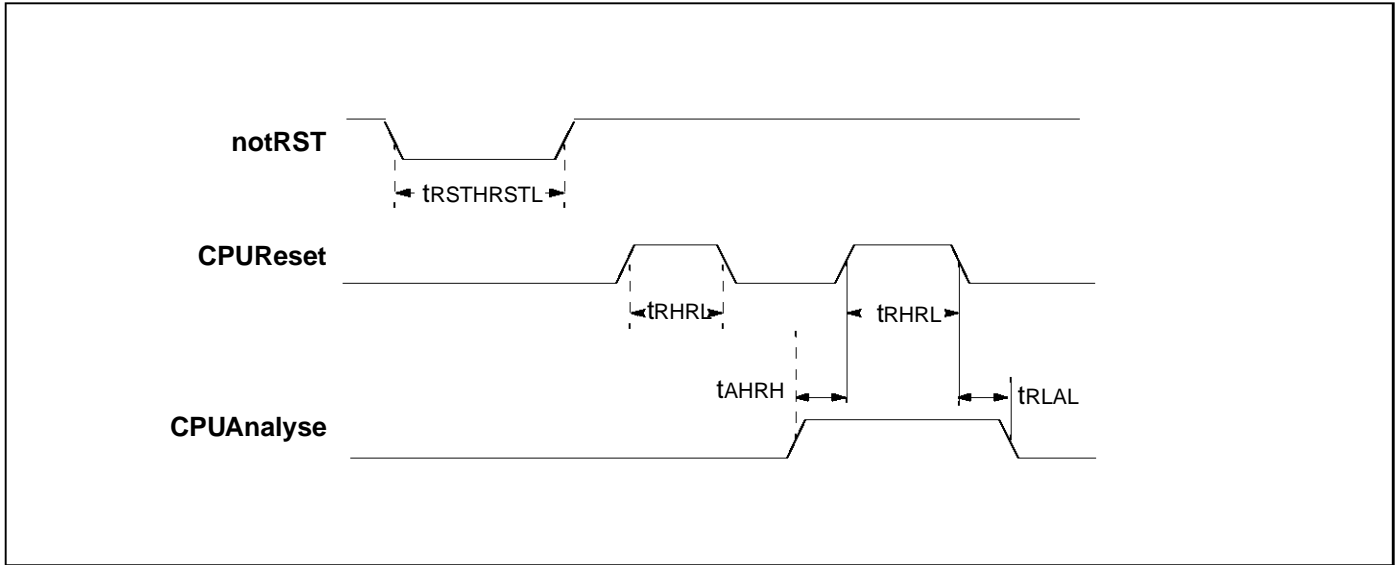 notRST
tRSTHRSTL
CPUReset
tRHRL
tRHRL
tAHRH
tRLAL
CPUAnalyse